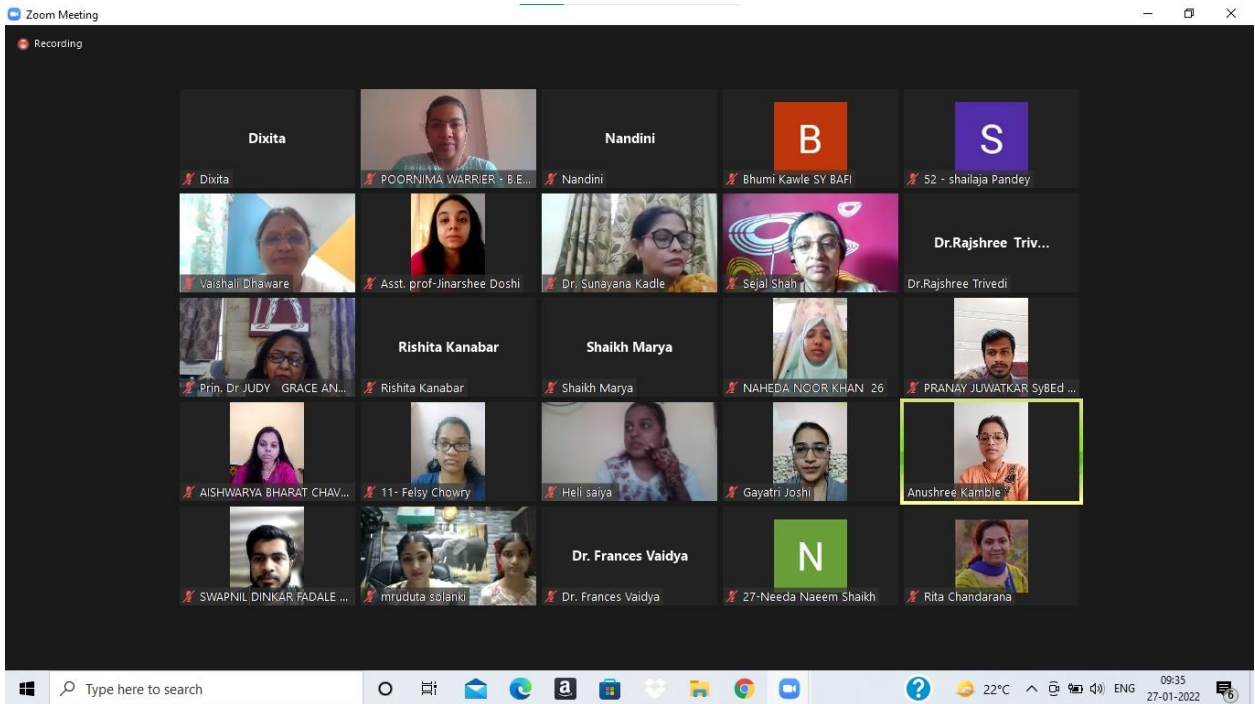 Zoom Meeting
Recording
Dixita
Dixita
POORNIMA WARRIER - B.E...
Nandini
Nandini
B
Bhumi Kawle SY BAFI
S
52 - shailaja Pandey
Vaishali Dhaware
Asst. prof-Jinarshee Doshi
Dr. Sunayana Kadle
Sejal Shah
Dr.Rajshree Triv...
Dr.Rajshree Trivedi
Prin. Dr JUDY GRACE AN...
Rishita Kanabar
Rishita Kanabar
Shaikh Marya
Shaikh Marya
NAHEDA NOOR KHAN 26
PRANAY JUWATKAR SyBEd ...
AISHWARYA BHARAT CHAV...
11- Felsy Chowry
Heli saiya
Gayatri Joshi
Anushree Kamble
SWAPNIL DINKAR FADALE ...
mruduta solanki
Dr. Frances Vaidya
Dr. Frances Vaidya
N
27-Needa Naeem Shaikh
Rita Chandarana
Type here to search
a
?
22°C
ENG
09:35
27-01-2022
6